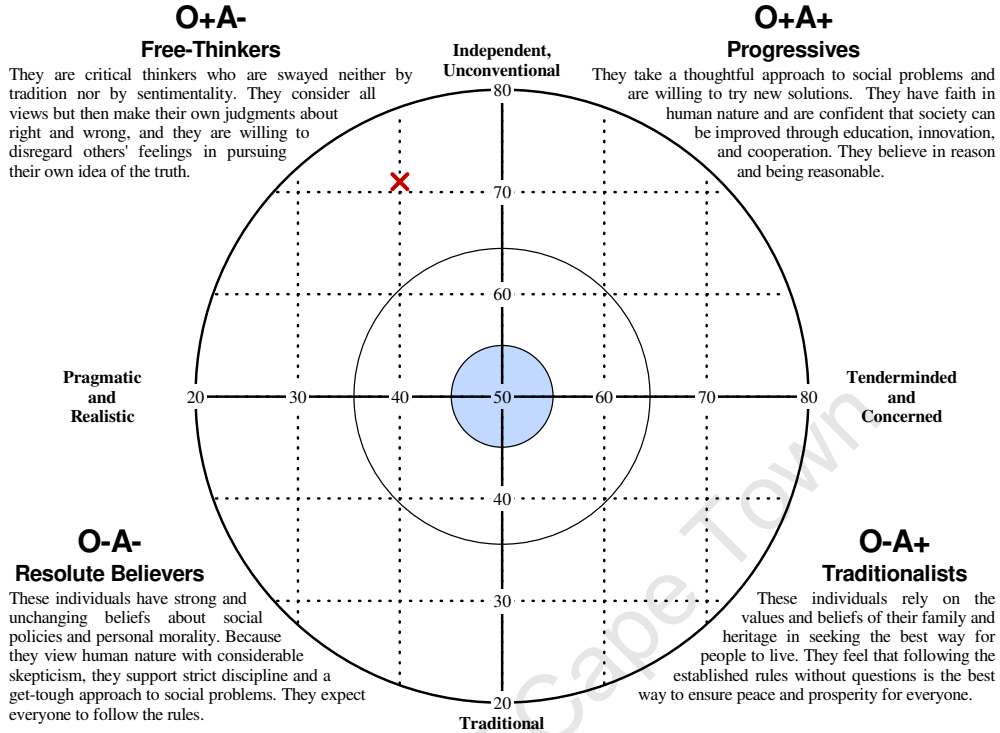 O+A-
Free-Thinkers
They are critical thinkers who are swayed neither by
tradition nor by sentimentality. They consider all
views but then make their own judgments about
right and wrong, and they are willing to
disregard others' feelings in pursuing
their own idea of the truth.
Independent,
Unconventional
O+A+
Progressives
They take a thoughtful approach to social problems and
are willing to try new solutions. They have faith in
human nature and are confident that society can
be improved through education, innovation,
and cooperation. They believe in reason
and being reasonable.
80
70
60
Pragmatic
and
Realistic
20 30 40 50 60 70 80
Tenderminded
and
Concerned
40
30
20
Traditional
O-A-
Resolute Believers
These individuals have strong and
unchanging beliefs about social
policies and personal morality. Because
they view human nature with considerable
skepticism, they support strict discipline and a
get-tough approach to social problems. They expect
everyone to follow the rules.
O-A+
Traditionalists
These individuals rely on the
values and beliefs of their family and
heritage in seeking the best way for
people to live. They feel that following the
established rules without questions is the best
way to ensure peace and prosperity for everyone.
Cape Town